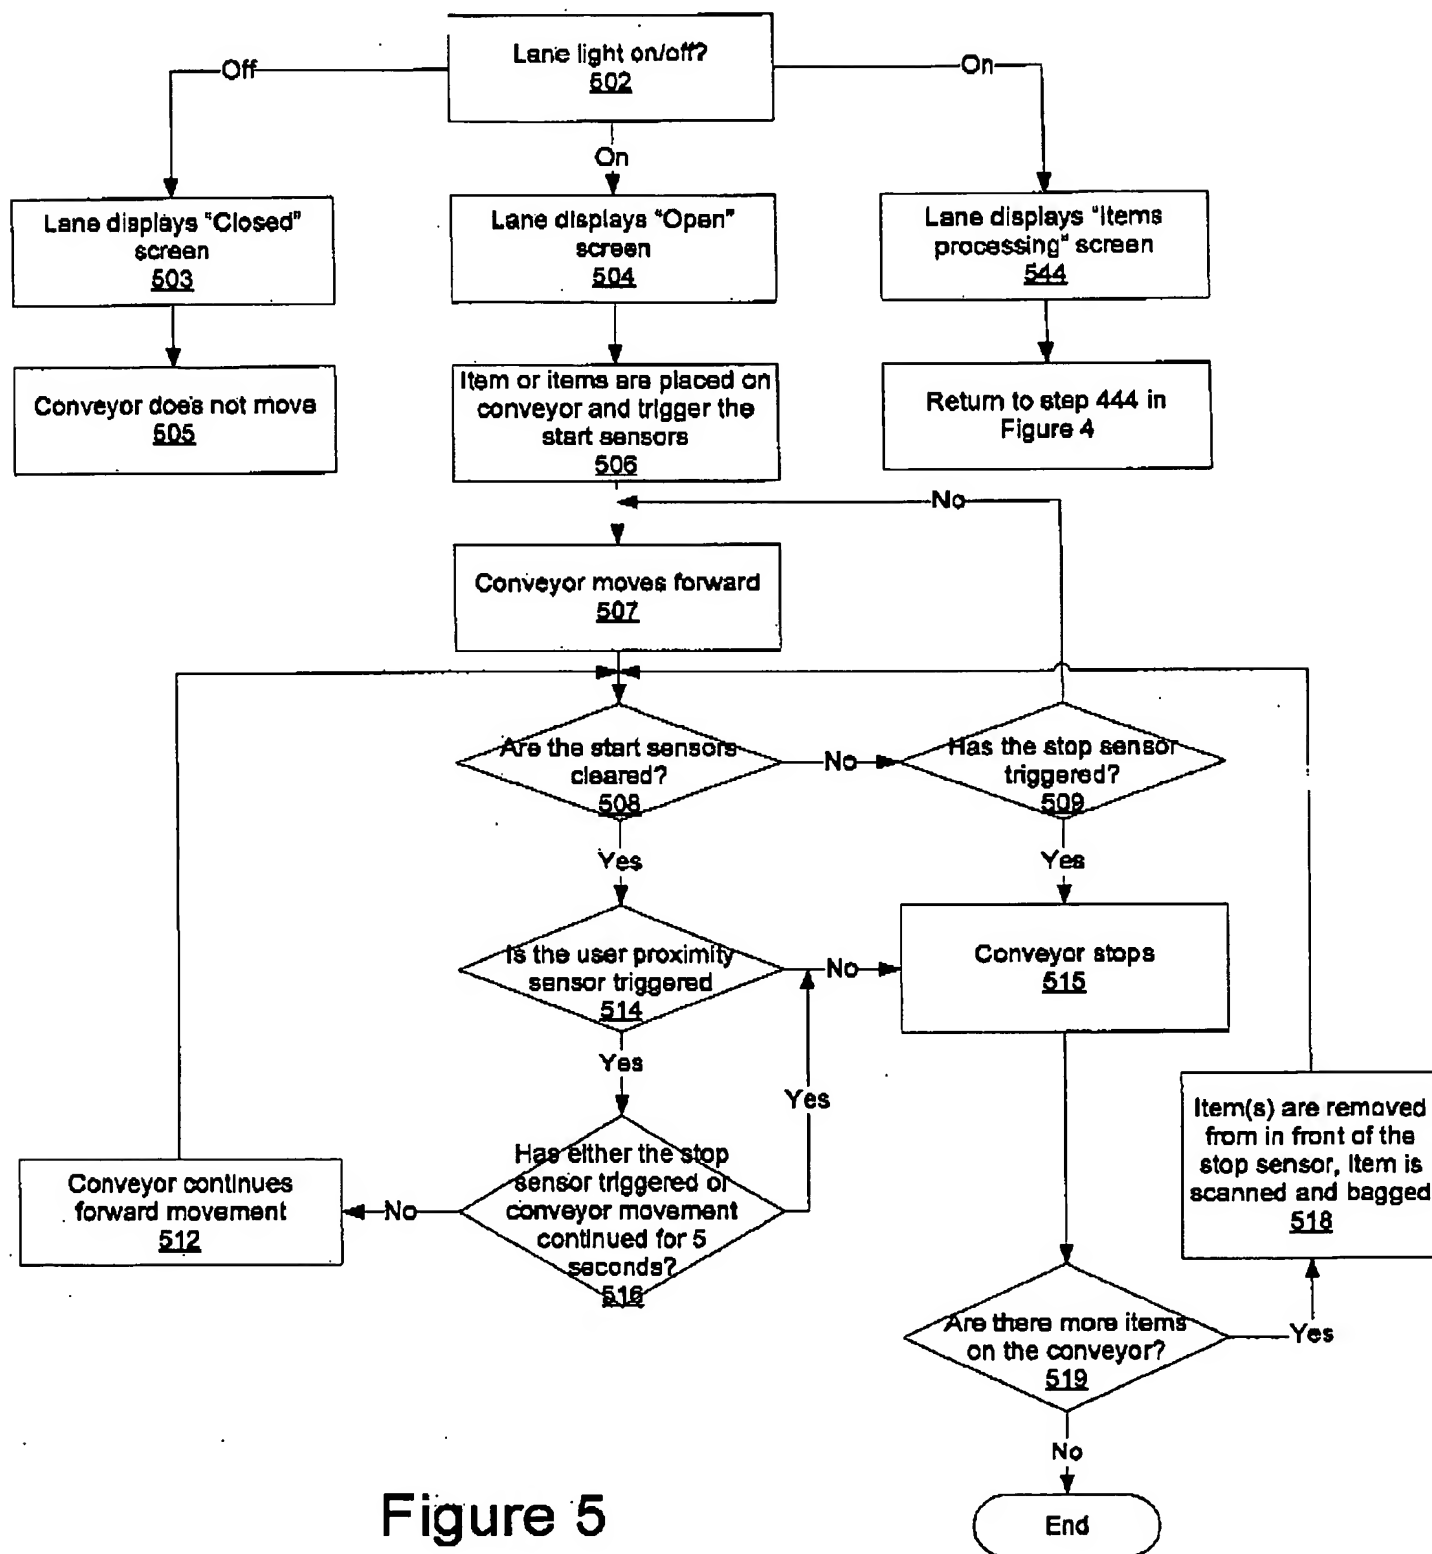 Lane light on/off?
502
Off
On
On
Lane displays "Closed"
screen
503
Lane displays "Open"
screen
504
Lane displays "Items
processing" screen
544
Conveyor does not move
505
Item or items are placed on
conveyor and trigger the
start sensors
506
Return to step 444 in
Figure 4
No
Conveyor moves forward
507
Are the start sensors
cleared?
508
No
Has the stop sensor
triggered?
509
Yes
Yes
Is the user proximity
sensor triggered
514
No
Conveyor stops
515
Yes
Yes
Item(s) are removed
from in front of the
stop sensor, Item is
scanned and bagged
518
Has either the stop
sensor triggered or
conveyor movement
continued for 5
seconds?
516
No
Conveyor continues
forward movement
512
Are there more items
on the conveyor?
519
Yes
No
End
Figure 5